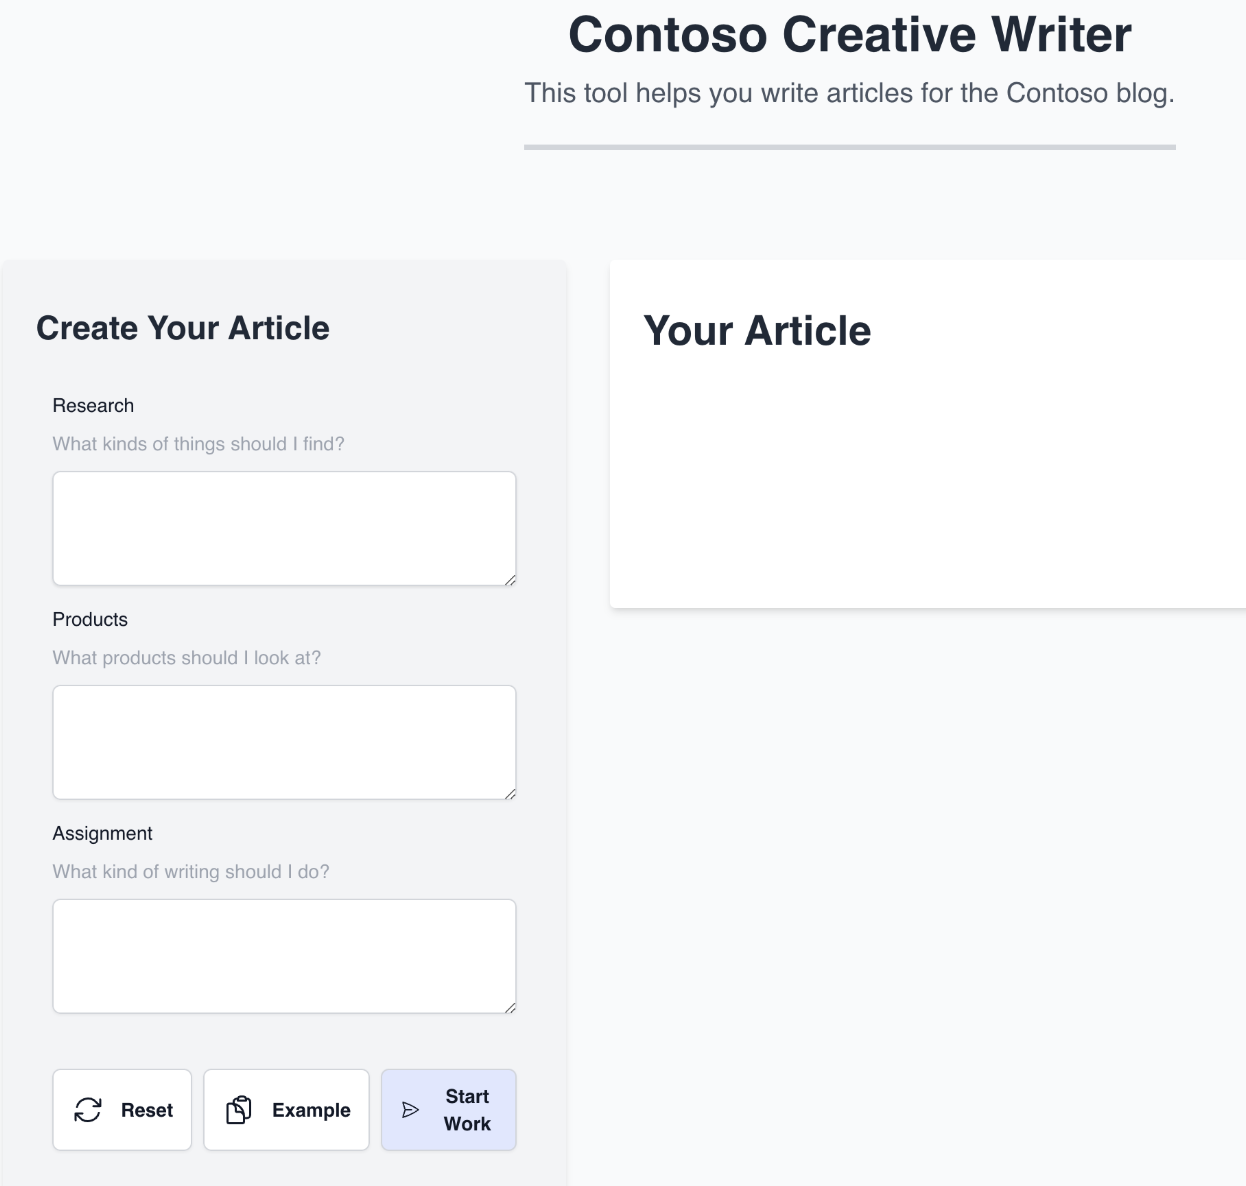 Contoso Creative Writer
This tool helps you write articles for the Contoso blog.
Create Your Article
Research
What kinds of things should I find?
Products
What products should I look at?
Assignment
What kind of writing should I do?
Reset
Example
Start
Work
Your Article